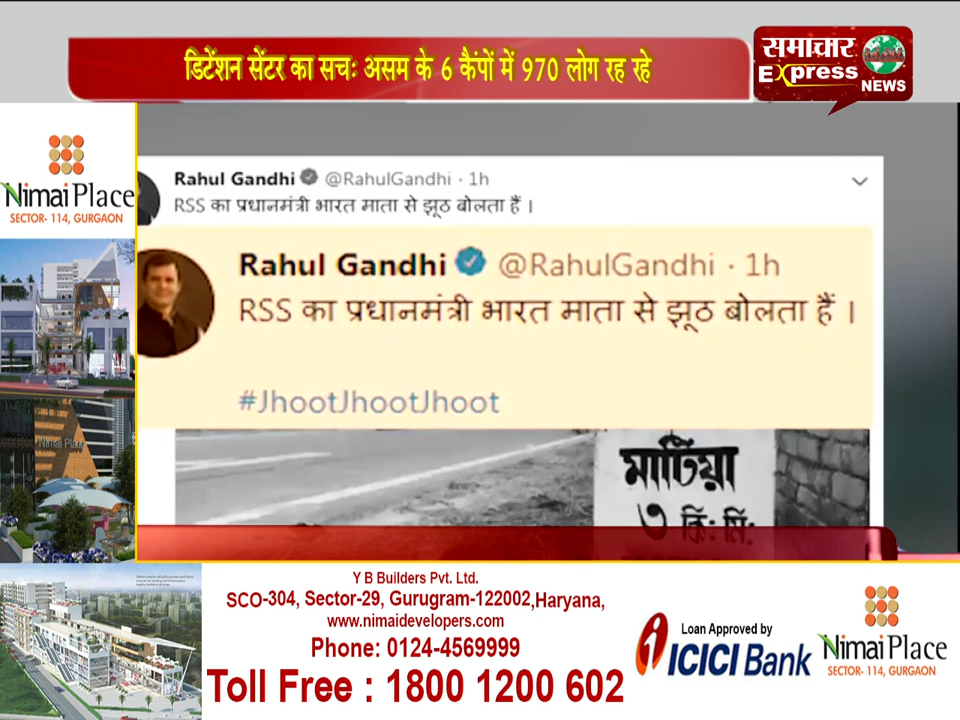 डिटेंशन सेंटर का सचः असम के 6 कैंपों में 970 लोग रह रहे
समाचार
Express
NEWS
Nimai Place
SECTOR- 114, GURGAON
Rahul Gandhi @RahulGandhi · 1h
RSS का प्रधानमंत्री भारत माता से झूठ बोलता हैं ।
Rahul Gandhi @RahulGandhi · 1h
RSS का प्रधानमंत्री भारत माता से झूठ बोलता हैं ।
#JhootJhootJhoot
মাটিয়া
৩ কিঃ মিঃ
Nimai Place
Y B Builders Pvt. Ltd.
SCO-304, Sector-29, Gurugram-122002,Haryana,
www.nimaidevelopers.com
Phone: 0124-4569999
Toll Free : 1800 1200 602
Loan Approved by
ICICI Bank
Nimai Place
SECTOR- 114, GURGAON